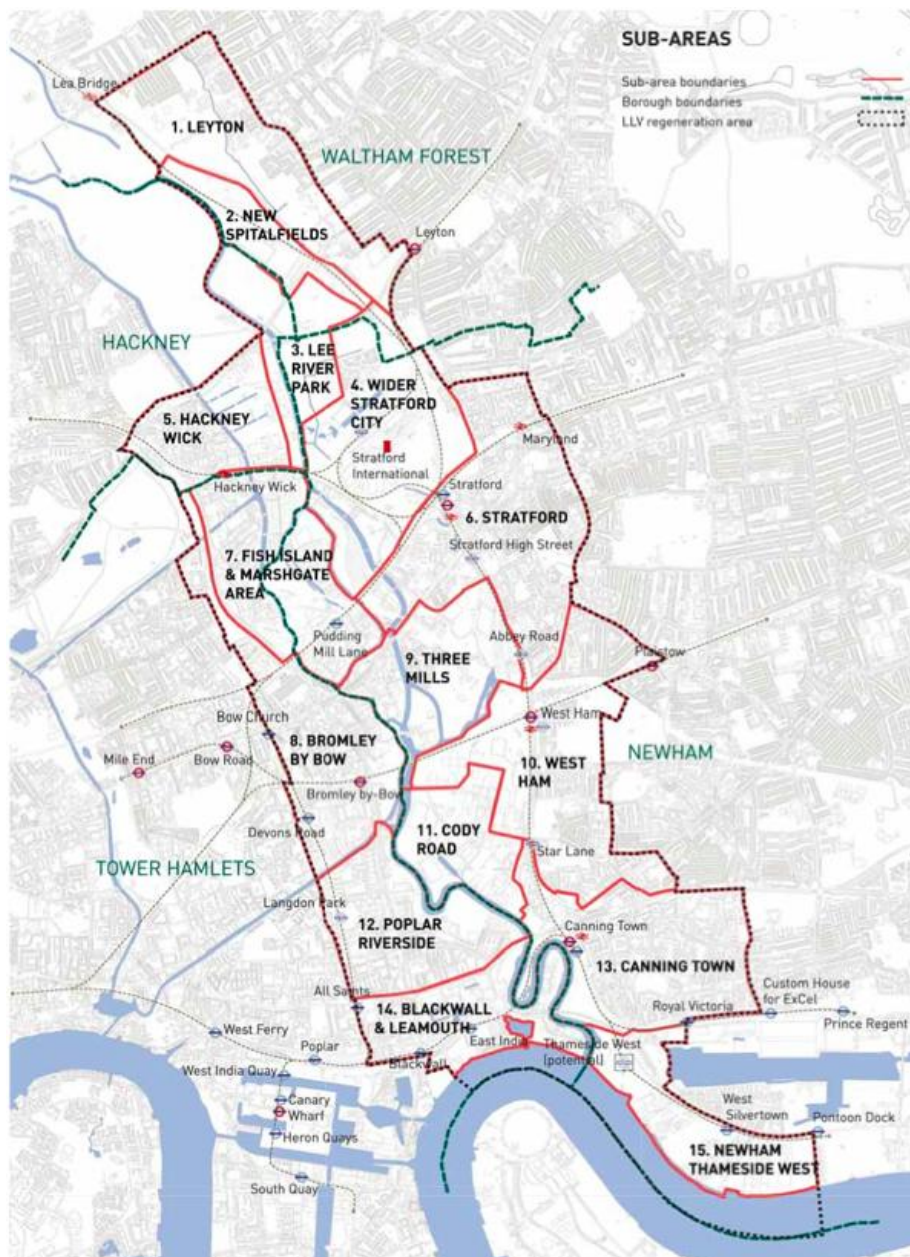 SUB-AREAS
Sub-area boundaries
Borough boundaries
LLV regeneration area
Lea Bridge
1. LEYTON
WALTHAM FOREST
2. NEW
SPITALFIELDS
Leyton
HACKNEY
3. LEE
RIVER
PARK
4. WIDER
STRATFORD
CITY
5. HACKNEY
WICK
Maryland
Stratford
International
Hackney Wick
Stratford
6. STRATFORD
Stratford High Street
7. FISH ISLAND
& MARSHGATE
AREA
Pudding
Mill Lane
Abbey Road
9. THREE
MILLS
Plaistow
Bow Church
West Ham
8. BROMLEY
BY BOW
Mile End
Bow Road
NEWHAM
10. WEST
HAM
Bromley by-Bow
Devons Road
11. CODY
ROAD
Star Lane
TOWER HAMLETS
Langdon Park
12. POPLAR
RIVERSIDE
Canning Town
13. CANNING TOWN
All Saints
Custom House
for ExCel
14. BLACKWALL
& LEAMOUTH
Royal Victoria
Prince Regent
West Ferry
East India
Thameside West
(potential)
Poplar
Blackwall
West India Quay
Canary
Wharf
West
Silvertown
Pontoon Dock
Heron Quays
15. NEWHAM
THAMESIDE WEST
South Quay